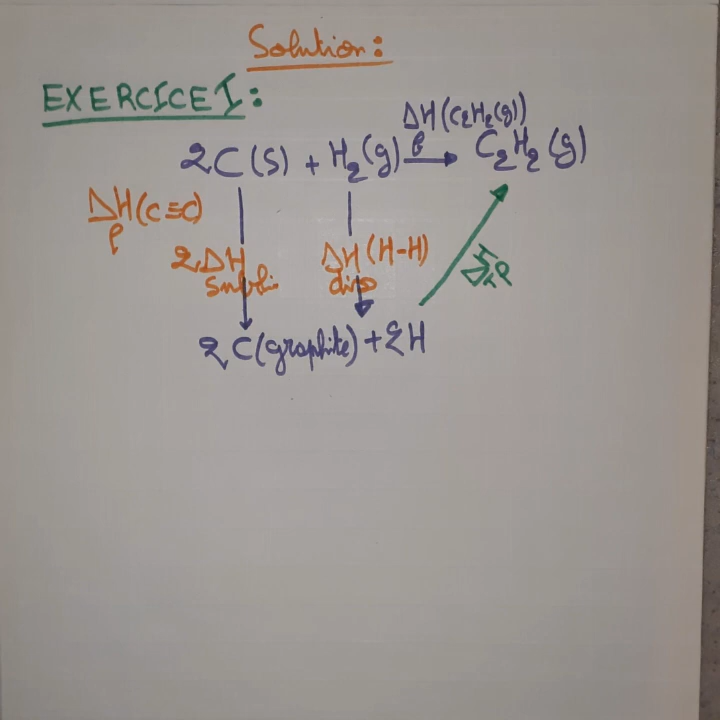 Solution:
EXERCICE I:
ΔH(C2H2(g))
f
2C(s) + H2(g) → C2H2(g)
ΔH(C≡C)
f
2ΔH ΔH(H-H)
diss
2C(graphite) + 2H